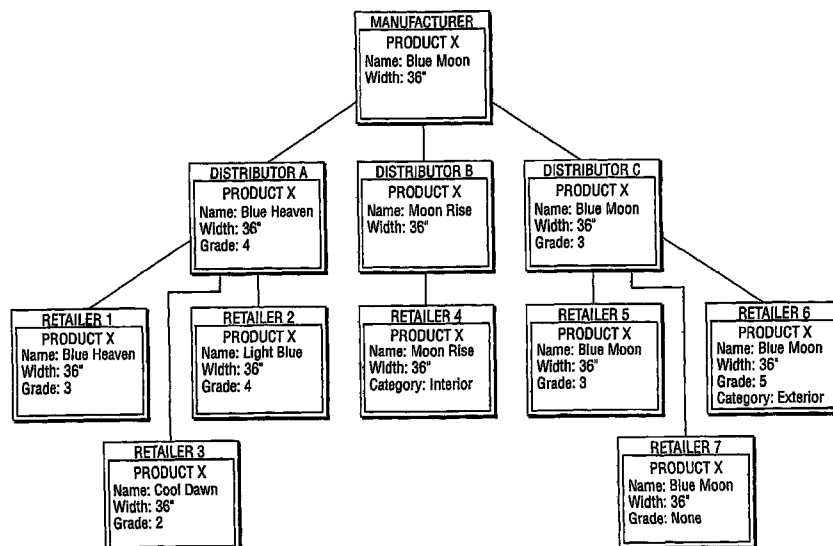 MANUFACTURER
PRODUCT X
Name: Blue Moon
Width: 36"
DISTRIBUTOR A
PRODUCT X
Name: Blue Heaven
Width: 36"
Grade: 4
DISTRIBUTOR B
PRODUCT X
Name: Moon Rise
Width: 36"
DISTRIBUTOR C
PRODUCT X
Name: Blue Moon
Width: 36"
Grade: 3
RETAILER 1
PRODUCT X
Name: Blue Heaven
Width: 36"
Grade: 3
RETAILER 2
PRODUCT X
Name: Light Blue
Width: 36"
Grade: 4
RETAILER 4
PRODUCT X
Name: Moon Rise
Width: 36"
Category: Interior
RETAILER 5
PRODUCT X
Name: Blue Moon
Width: 36"
Grade: 3
RETAILER 6
PRODUCT X
Name: Blue Moon
Width: 36"
Grade: 5
Category: Exterior
RETAILER 3
PRODUCT X
Name: Cool Dawn
Width: 36"
Grade: 2
RETAILER 7
PRODUCT X
Name: Blue Moon
Width: 36"
Grade: None